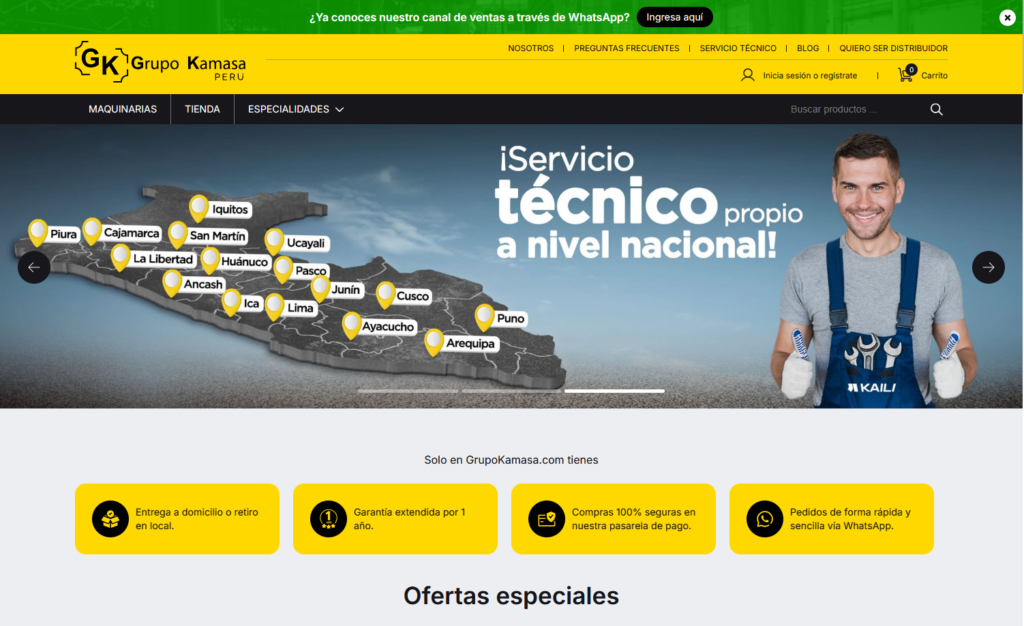 ¿Ya conoces nuestro canal de ventas a través de WhatsApp? Ingresa aquí
GK Grupo Kamasa
PERU
NOSOTROS | PREGUNTAS FRECUENTES | SERVICIO TÉCNICO | BLOG | QUIERO SER DISTRIBUIDOR
Inicia sesión o registrate | 0 Carrito
MAQUINARIAS TIENDA ESPECIALIDADES Buscar productos ...
¡Servicio
técnico propio
a nivel nacional!
Iquitos
Piura
Cajamarca
San Martín
Ucayali
La Libertad
Huánuco
Pasco
Ancash
Junín
Ica
Lima
Cusco
Ayacucho
Puno
Arequipa
KAILI
Solo en GrupoKamasa.com tienes
Entrega a domicilio o retiro
en local.
1
Garantía extendida por 1
año.
Compras 100% seguras en
nuestra pasarela de pago.
Pedidos de forma rápida y
sencilla vía WhatsApp.
Ofertas especiales